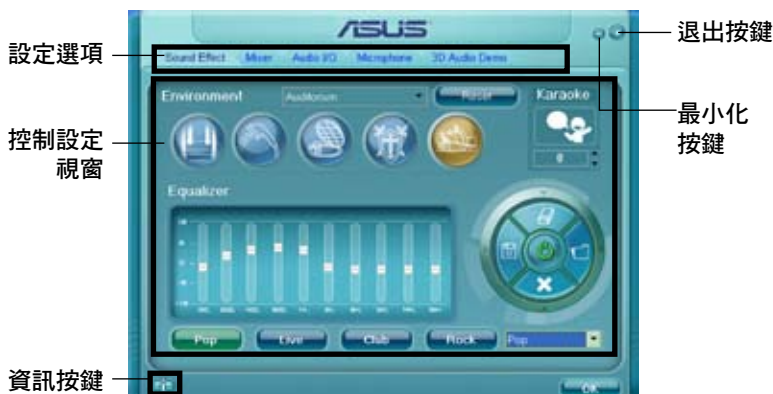 ASUS
退出按鍵
設定選項
Sound Effect Mixer Audio I/O Microphone 3D Audio Demo
Environment Auditorium Reset Karaoke
最小化
按鍵
控制設定
視窗
0
Equalizer
Pop Live Club Rock Pop
資訊按鍵
OK